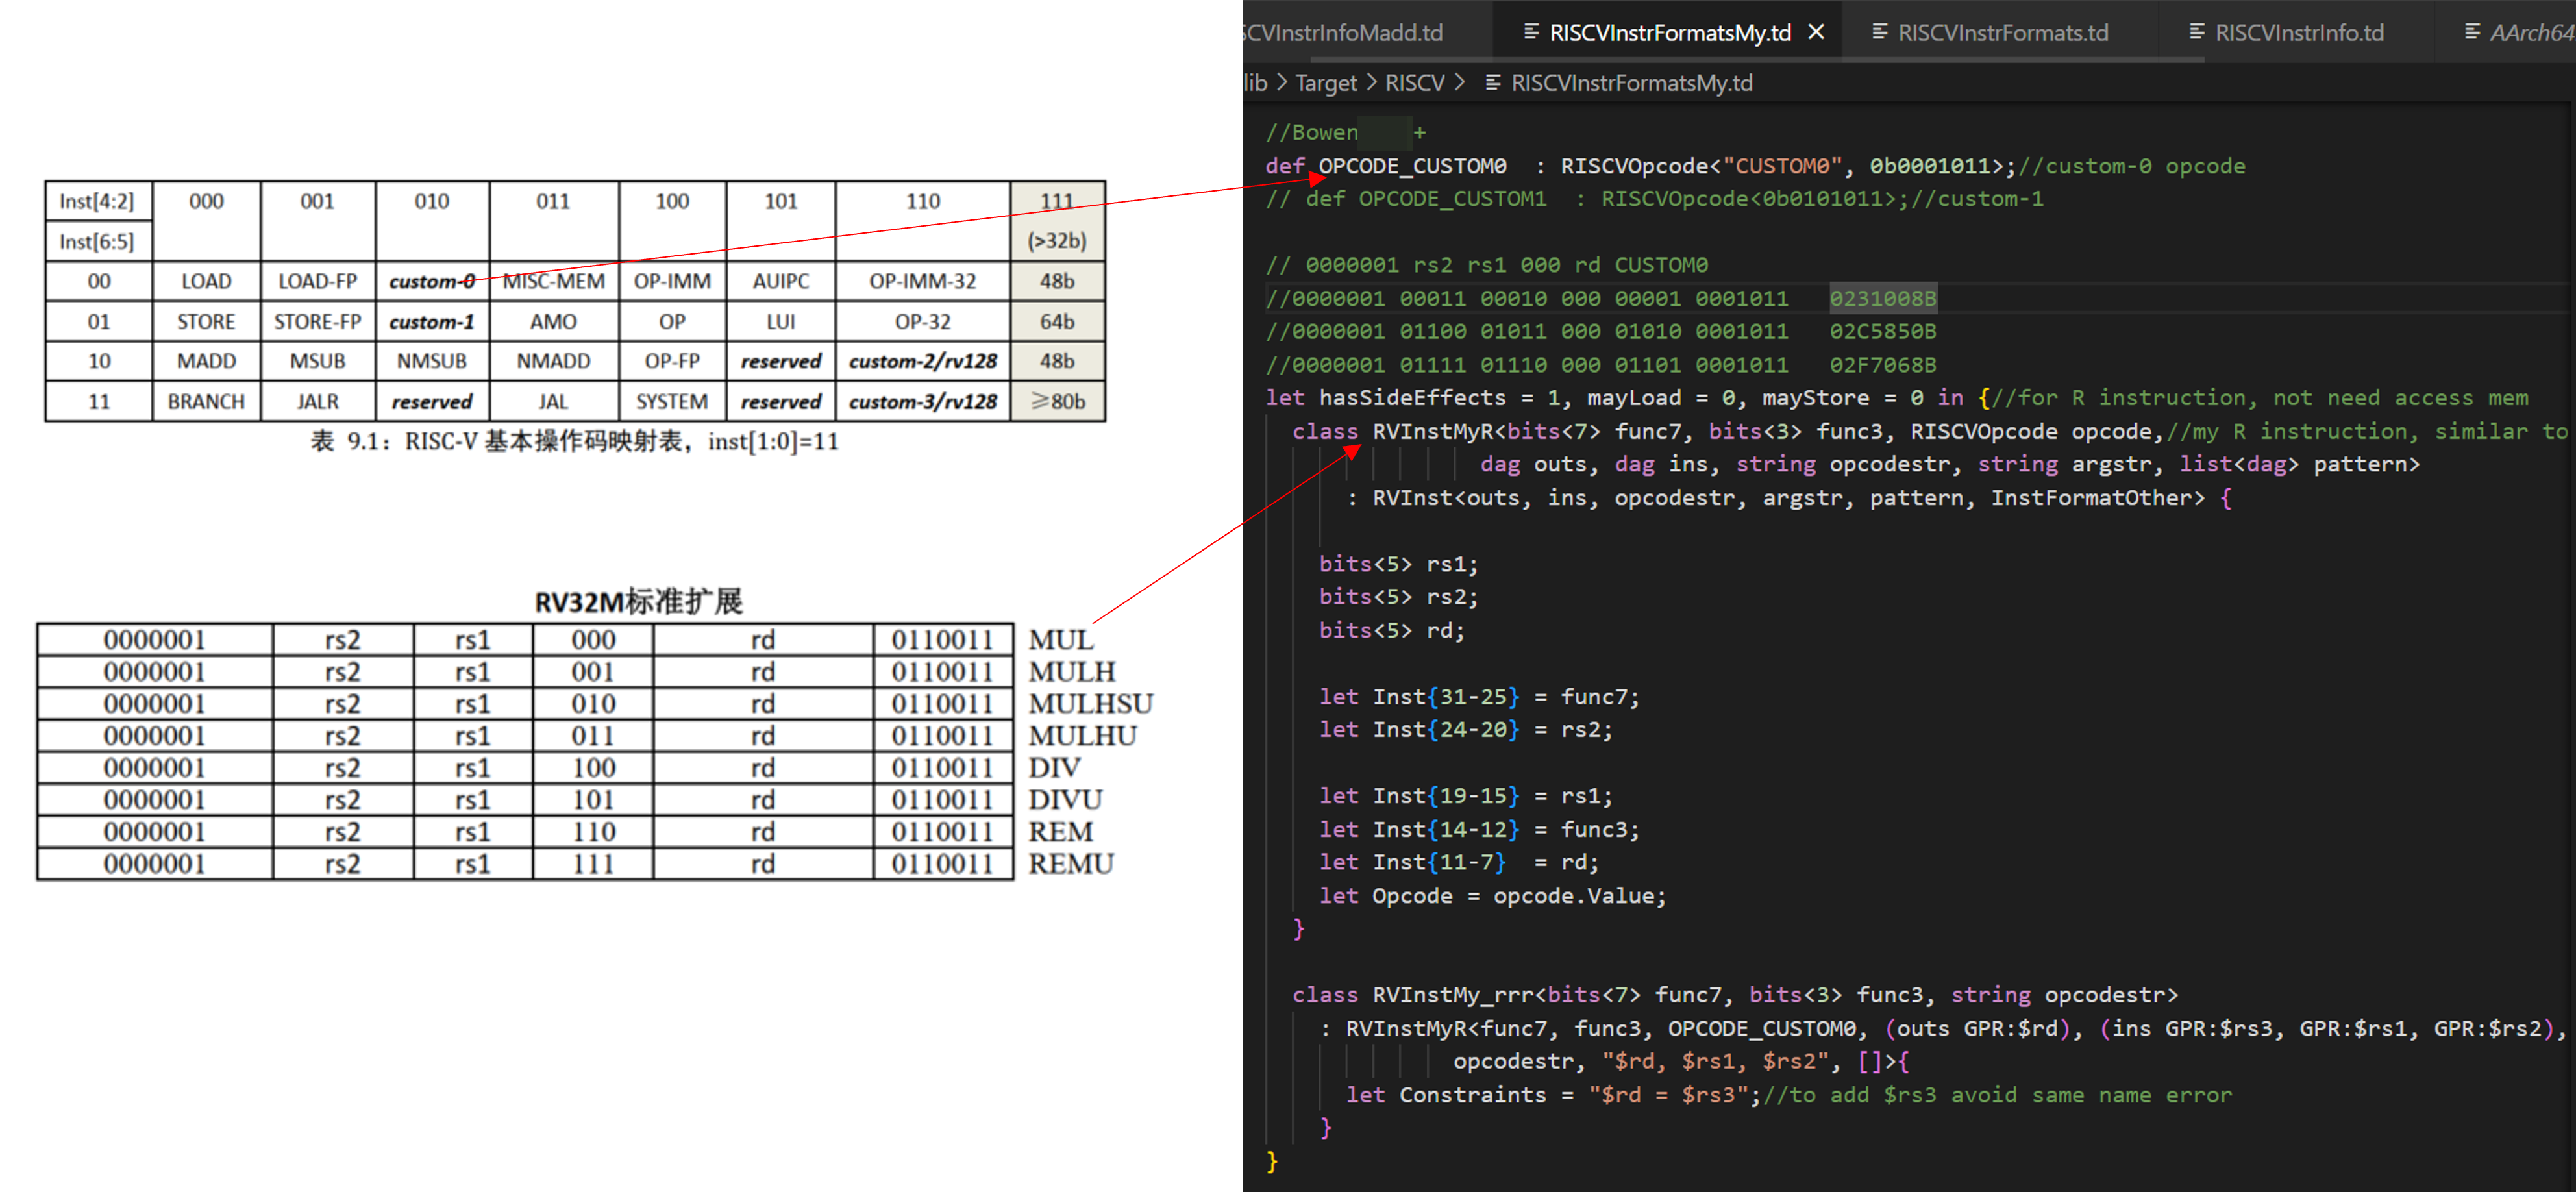 Inst[4:2] 000 001 010 011 100 101 110 111
Inst[6:5] (>32b)
00 LOAD LOAD-FP custom-0 MISC-MEM OP-IMM AUIPC OP-IMM-32 48b
01 STORE STORE-FP custom-1 AMO OP LUI OP-32 64b
10 MADD MSUB NMSUB NMADD OP-FP reserved custom-2/rv128 48b
11 BRANCH JALR reserved JAL SYSTEM reserved custom-3/rv128 ≥80b
表 9.1：RISC-V 基本操作码映射表，inst[1:0]=11
RV32M标准扩展
0000001 rs2 rs1 000 rd 0110011 MUL
0000001 rs2 rs1 001 rd 0110011 MULH
0000001 rs2 rs1 010 rd 0110011 MULHSU
0000001 rs2 rs1 011 rd 0110011 MULHU
0000001 rs2 rs1 100 rd 0110011 DIV
0000001 rs2 rs1 101 rd 0110011 DIVU
0000001 rs2 rs1 110 rd 0110011 REM
0000001 rs2 rs1 111 rd 0110011 REMU
SCVInstrInfoMadd.td RISCVInstrFormatsMy.td RISCVInstrFormats.td RISCVInstrInfo.td AArch64
lib > Target > RISCV > RISCVInstrFormatsMy.td
//Bowen +
def OPCODE_CUSTOM0 : RISCVOpcode<"CUSTOM0", 0b0001011>;//custom-0 opcode
// def OPCODE_CUSTOM1 : RISCVOpcode<0b0101011>;//custom-1
// 0000001 rs2 rs1 000 rd CUSTOM0
//0000001 00011 00010 000 00001 0001011 0231008B
//0000001 01100 01011 000 01010 0001011 02C5850B
//0000001 01111 01110 000 01101 0001011 02F7068B
let hasSideEffects = 1, mayLoad = 0, mayStore = 0 in {//for R instruction, not need access mem
class RVInstMyR<bits<7> func7, bits<3> func3, RISCVOpcode opcode,//my R instruction, similar to
dag outs, dag ins, string opcodestr, string argstr, list<dag> pattern>
: RVInst<outs, ins, opcodestr, argstr, pattern, InstFormatOther> {
bits<5> rs1;
bits<5> rs2;
bits<5> rd;
let Inst{31-25} = func7;
let Inst{24-20} = rs2;
let Inst{19-15} = rs1;
let Inst{14-12} = func3;
let Inst{11-7} = rd;
let Opcode = opcode.Value;
}
class RVInstMy_rrr<bits<7> func7, bits<3> func3, string opcodestr>
: RVInstMyR<func7, func3, OPCODE_CUSTOM0, (outs GPR:$rd), (ins GPR:$rs3, GPR:$rs1, GPR:$rs2),
opcodestr, "$rd, $rs1, $rs2", []>{
let Constraints = "$rd = $rs3";//to add $rs3 avoid same name error
}
}